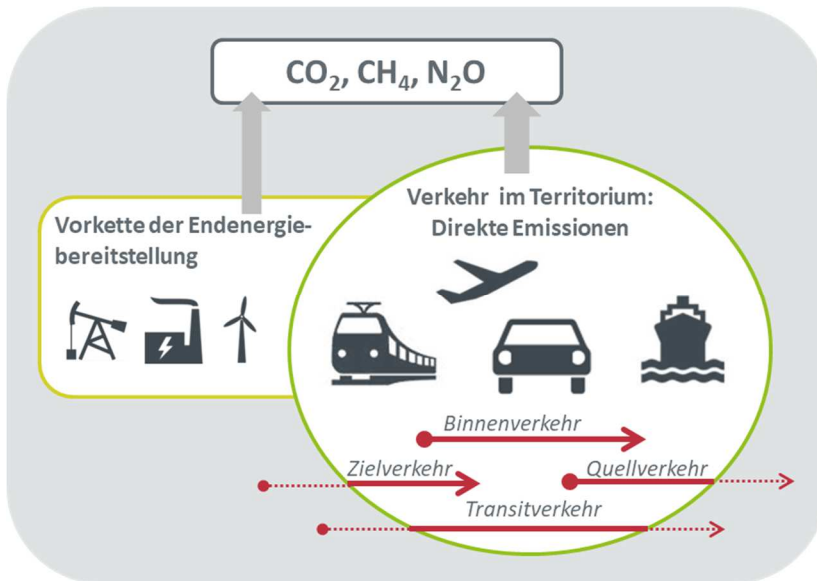 CO₂, CH₄, N₂O
Vorkette der Endenergie-
bereitstellung
Verkehr im Territorium:
Direkte Emissionen
Binnenverkehr
Zielverkehr
Quellverkehr
Transitverkehr